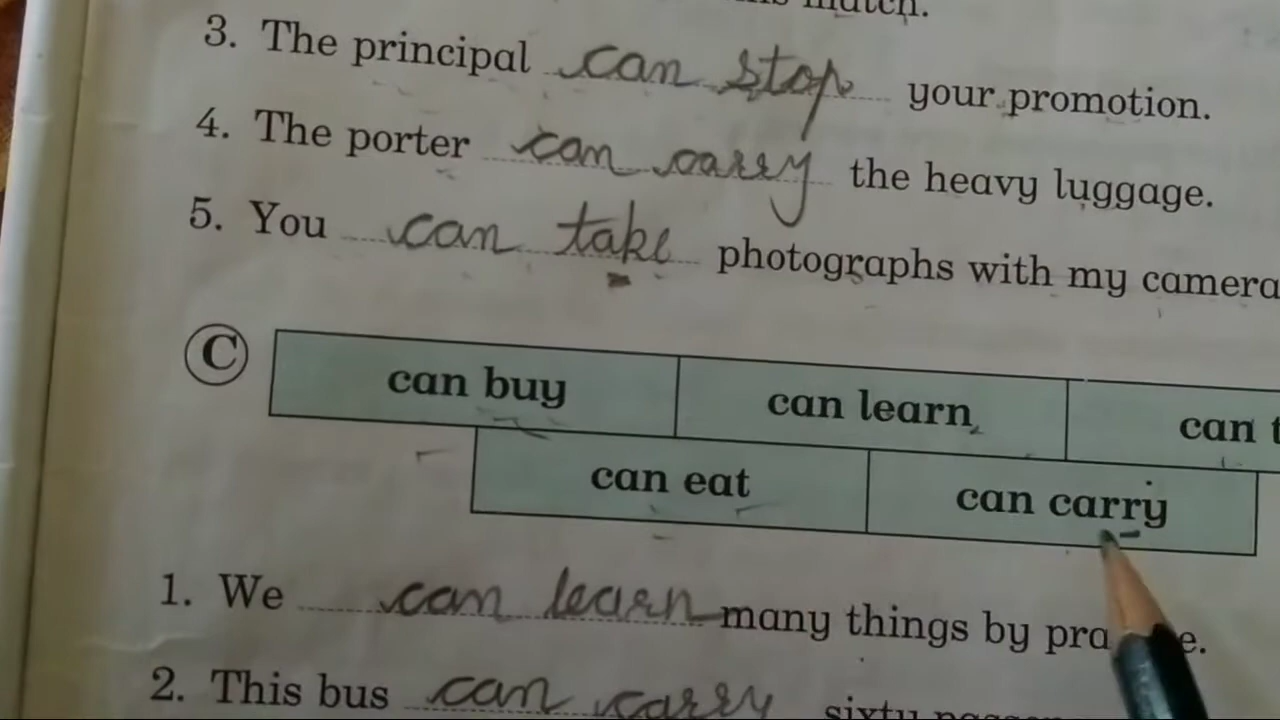 match.
3. The principal can stop your promotion.
4. The porter can carry the heavy luggage.
5. You can take photographs with my camera
C can buy can learn can t
can eat can carry
1. We can learn many things by pra e.
2. This bus can carry sixty